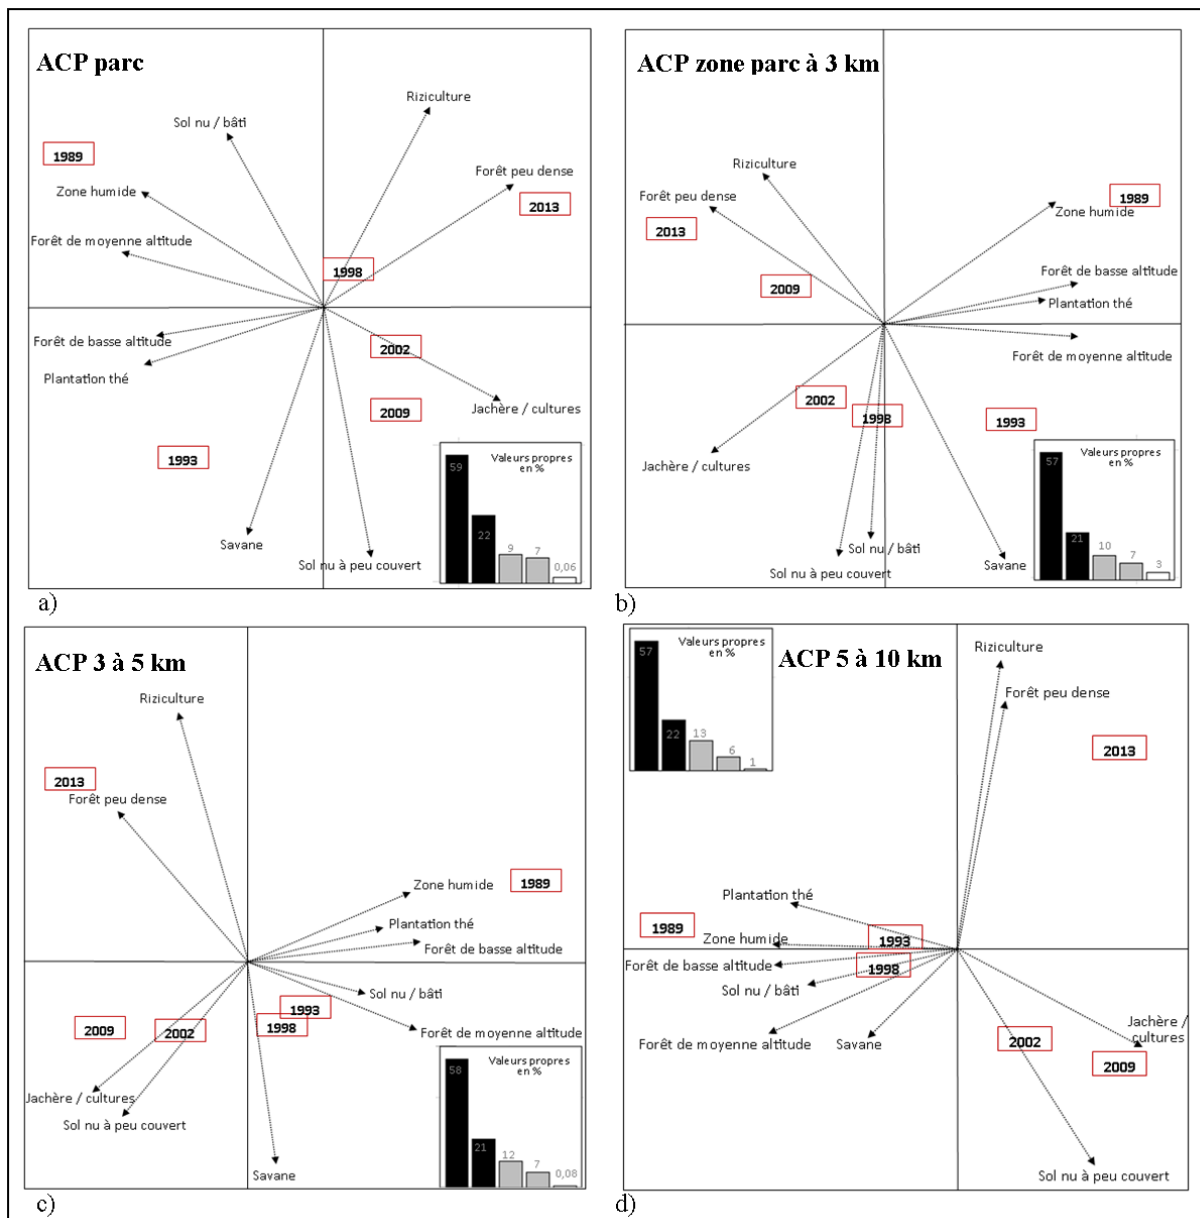 ACP parc
Riziculture
Sol nu / bâti
1989
Forêt peu dense
Zone humide
2013
Forêt de moyenne altitude
1998
Forêt de basse altitude
2002
Plantation thé
2009
Jachère / cultures
1993
Savane
Sol nu à peu couvert
Valeurs propres
en %
59
22
9
7
0,06
a)
ACP zone parc à 3 km
Riziculture
Forêt peu dense
1989
Zone humide
2013
2009
Forêt de basse altitude
Plantation thé
Forêt de moyenne altitude
2002
1998
1993
Jachère / cultures
Sol nu / bâti
Sol nu à peu couvert
Savane
Valeurs propres
en %
57
21
10
7
3
b)
ACP 3 à 5 km
Riziculture
2013
Forêt peu dense
Zone humide
1989
Plantation thé
Forêt de basse altitude
Sol nu / bâti
1993
2009
2002
1998
Forêt de moyenne altitude
Jachère / cultures
Sol nu à peu couvert
Savane
Valeurs propres
en %
58
21
12
7
0,08
c)
Valeurs propres
en %
57
22
13
6
1
ACP 5 à 10 km
Riziculture
Forêt peu dense
2013
Plantation thé
1989
Zone humide
1993
Forêt de basse altitude
1998
Sol nu / bâti
Forêt de moyenne altitude
Savane
2002
Jachère /
cultures
2009
Sol nu à peu couvert
d)